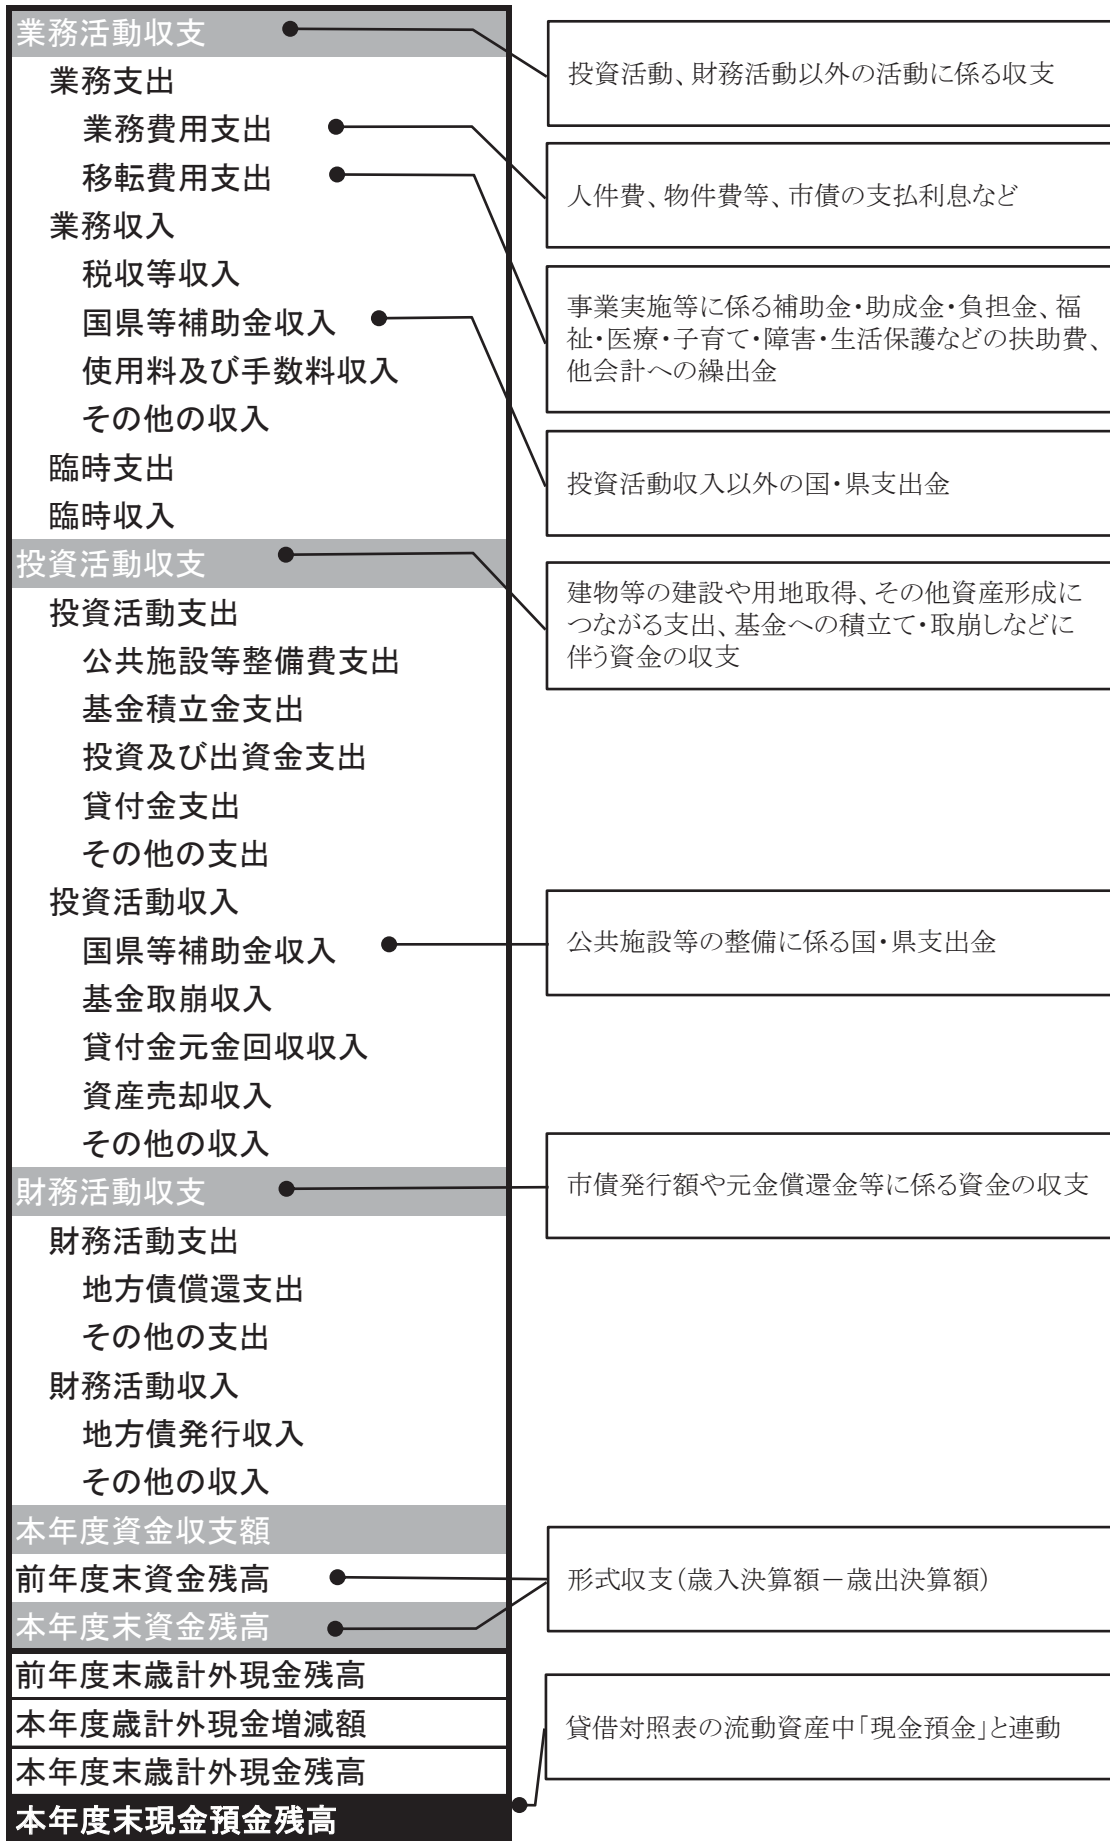 業務活動収支
業務支出
業務費用支出
移転費用支出
業務収入
税収等収入
国県等補助金収入
使用料及び手数料収入
その他の収入
臨時支出
臨時収入
投資活動収支
投資活動支出
公共施設等整備費支出
基金積立金支出
投資及び出資金支出
貸付金支出
その他の支出
投資活動収入
国県等補助金収入
基金取崩収入
貸付金元金回収収入
資産売却収入
その他の収入
財務活動収支
財務活動支出
地方債償還支出
その他の支出
財務活動収入
地方債発行収入
その他の収入
本年度資金収支額
前年度末資金残高
本年度末資金残高
前年度末歳計外現金残高
本年度歳計外現金増減額
本年度末歳計外現金残高
本年度末現金預金残高
投資活動、財務活動以外の活動に係る収支
人件費、物件費等、市債の支払利息など
事業実施等に係る補助金・助成金・負担金、福
祉・医療・子育て・障害・生活保護などの扶助費、
他会計への繰出金
投資活動収入以外の国・県支出金
建物等の建設や用地取得、その他資産形成に
つながる支出、基金への積立て・取崩しなどに
伴う資金の収支
公共施設等の整備に係る国・県支出金
市債発行額や元金償還金等に係る資金の収支
形式収支(歳入決算額－歳出決算額)
貸借対照表の流動資産中「現金預金」と連動